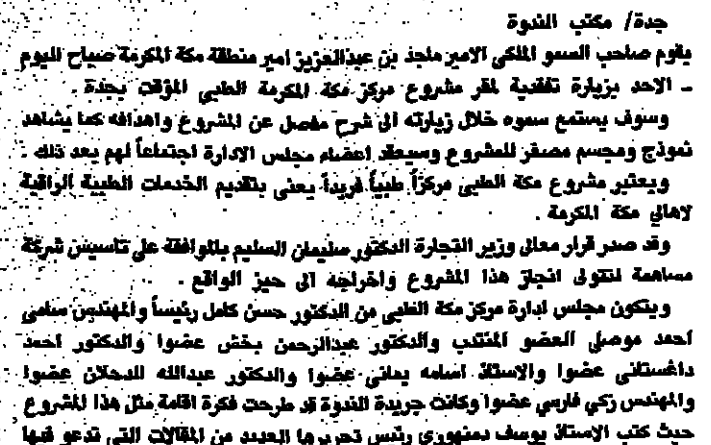 جدة/ مكتب الندوة
يقوم صاحب السمو الملكي الامير ماجد بن عبدالعزيز امير منطقة مكة المكرمة صباح اليوم
ـ الاحد بزيارة تفقدية لمقر مشروع مركز مكة المكرمة الطبي المؤقت بجدة .
وسوف يستمع سموه خلال زيارته الى شرح مفصل عن المشروع واهدافه كما يشاهد
نموذج ومجسم مصغر للمشروع وسيعقد اعضاء مجلس الادارة اجتماعاً لهم بعد ذلك .
ويعتبر مشروع مكة الطبي مركزاً طبياً فريداً يعنى بتقديم الخدمات الطبية الراقية
لاهالي مكة المكرمة .
وقد صدر قرار معالي وزير التجارة الدكتور سليمان السليم بالموافقة على تاسيس شركة
مساهمة لتتولى انجاز هذا المشروع واخراجه الى حيز الواقع .
ويتكون مجلس ادارة مركز مكة الطبي من الدكتور حسن كامل رئيساً والمهندس سامي
احمد موصلي العضو المنتدب والدكتور عبدالرحمن بخش عضوا والدكتور احمد
داغستاني عضوا والاستاذ اسامه يماني عضوا والدكتور عبدالله الدحلان عضوا
والمهندس زكي فارسي عضوا وكانت جريدة الندوة قد طرحت فكرة اقامة مثل هذا المشروع
حيث كتب الاستاذ يوسف دمنهوري رئيس تحريرها العديد من المقالات التي تدعو فيها